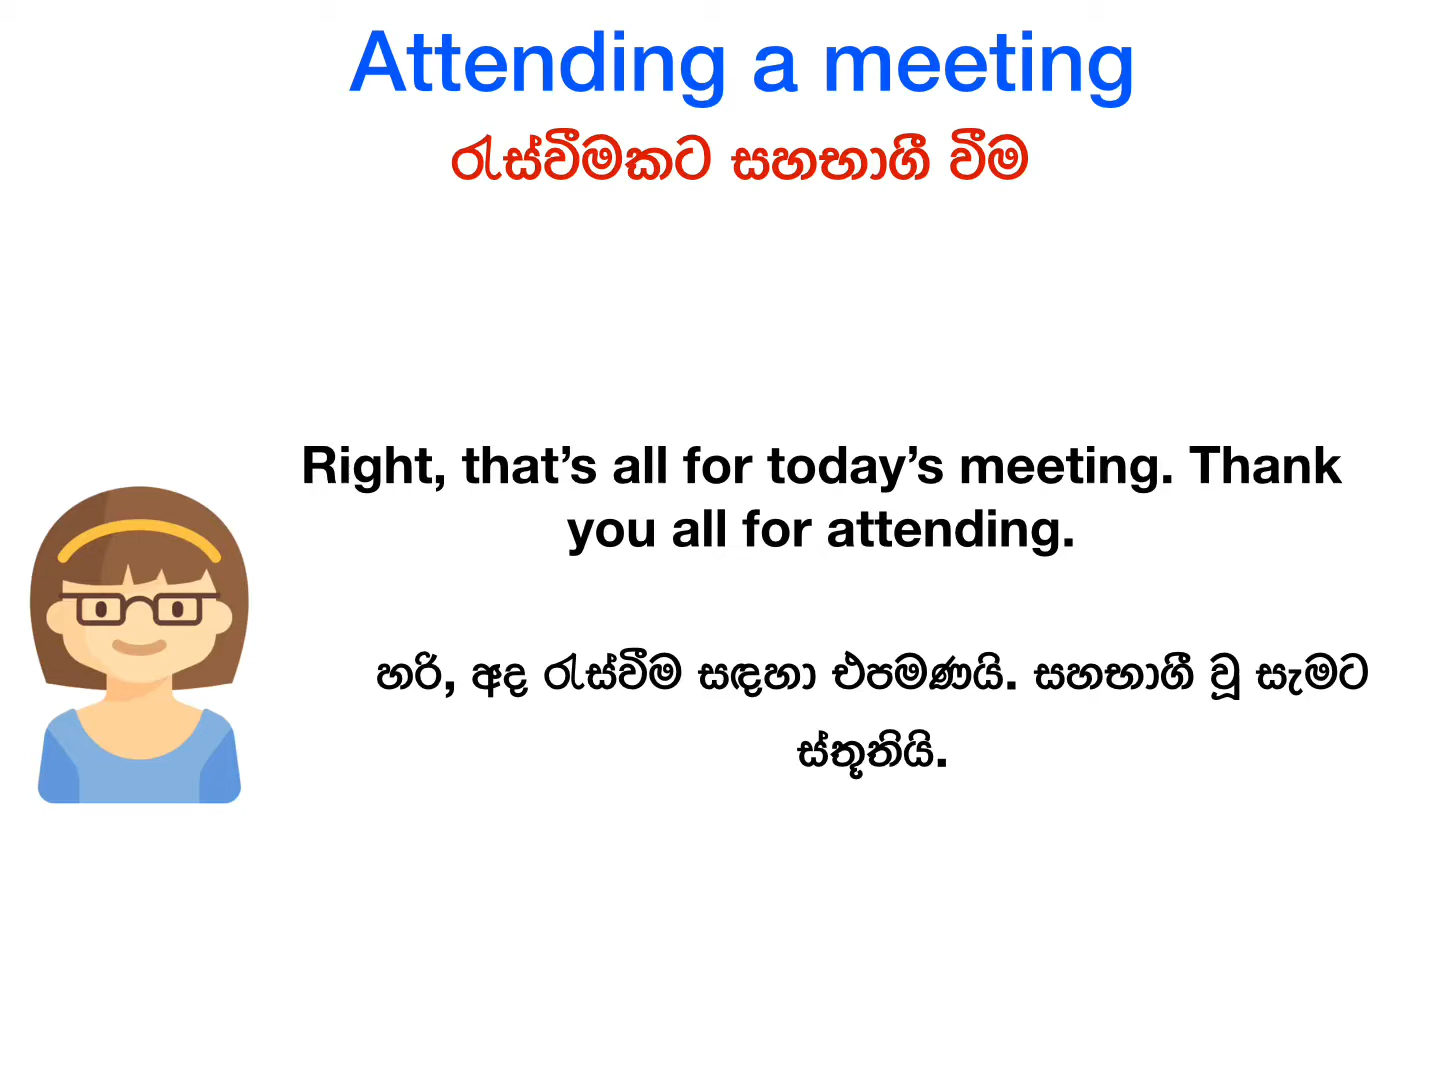 Attending a meeting
රැස්වීමකට සහභාගී වීම
Right, that’s all for today’s meeting. Thank
you all for attending.
හරි, අද රැස්වීම සඳහා එපමණයි. සහභාගී වූ සැමට
ස්තූතියි.